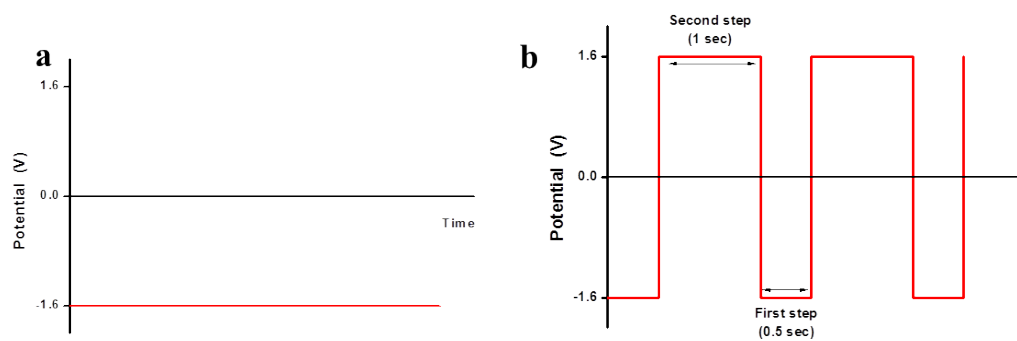 a
1.6
0.0
-1.6
Potential (V)
Time
b
Second step
(1 sec)
1.6
0.0
-1.6
Potential (V)
First step
(0.5 sec)